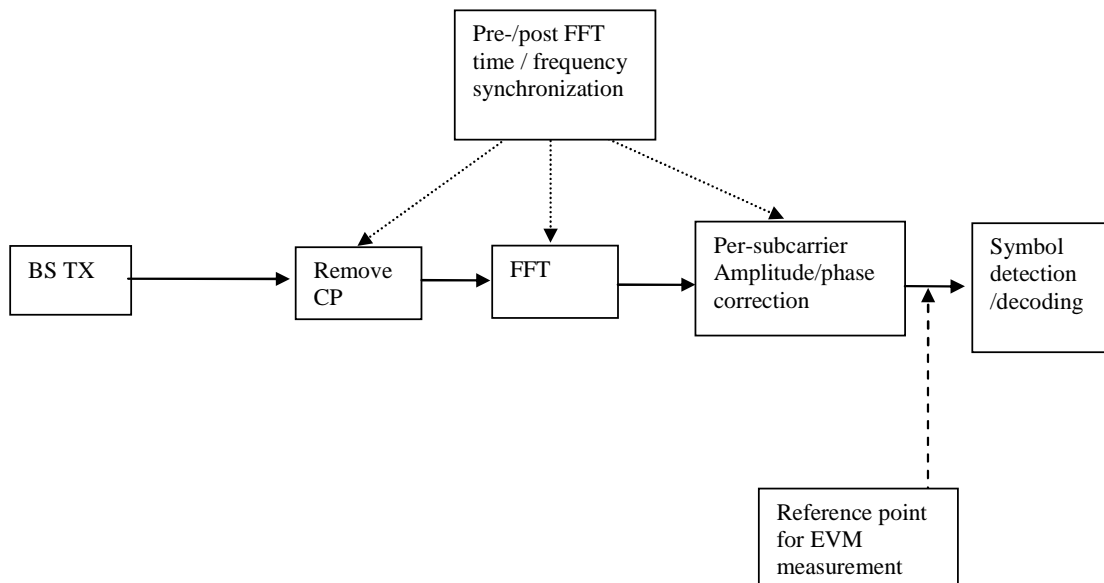 Pre-/post FFT
time / frequency
synchronization
BS TX
Remove
CP
FFT
Per-subcarrier
Amplitude/phase
correction
Symbol
detection
/decoding
Reference point
for EVM
measurement